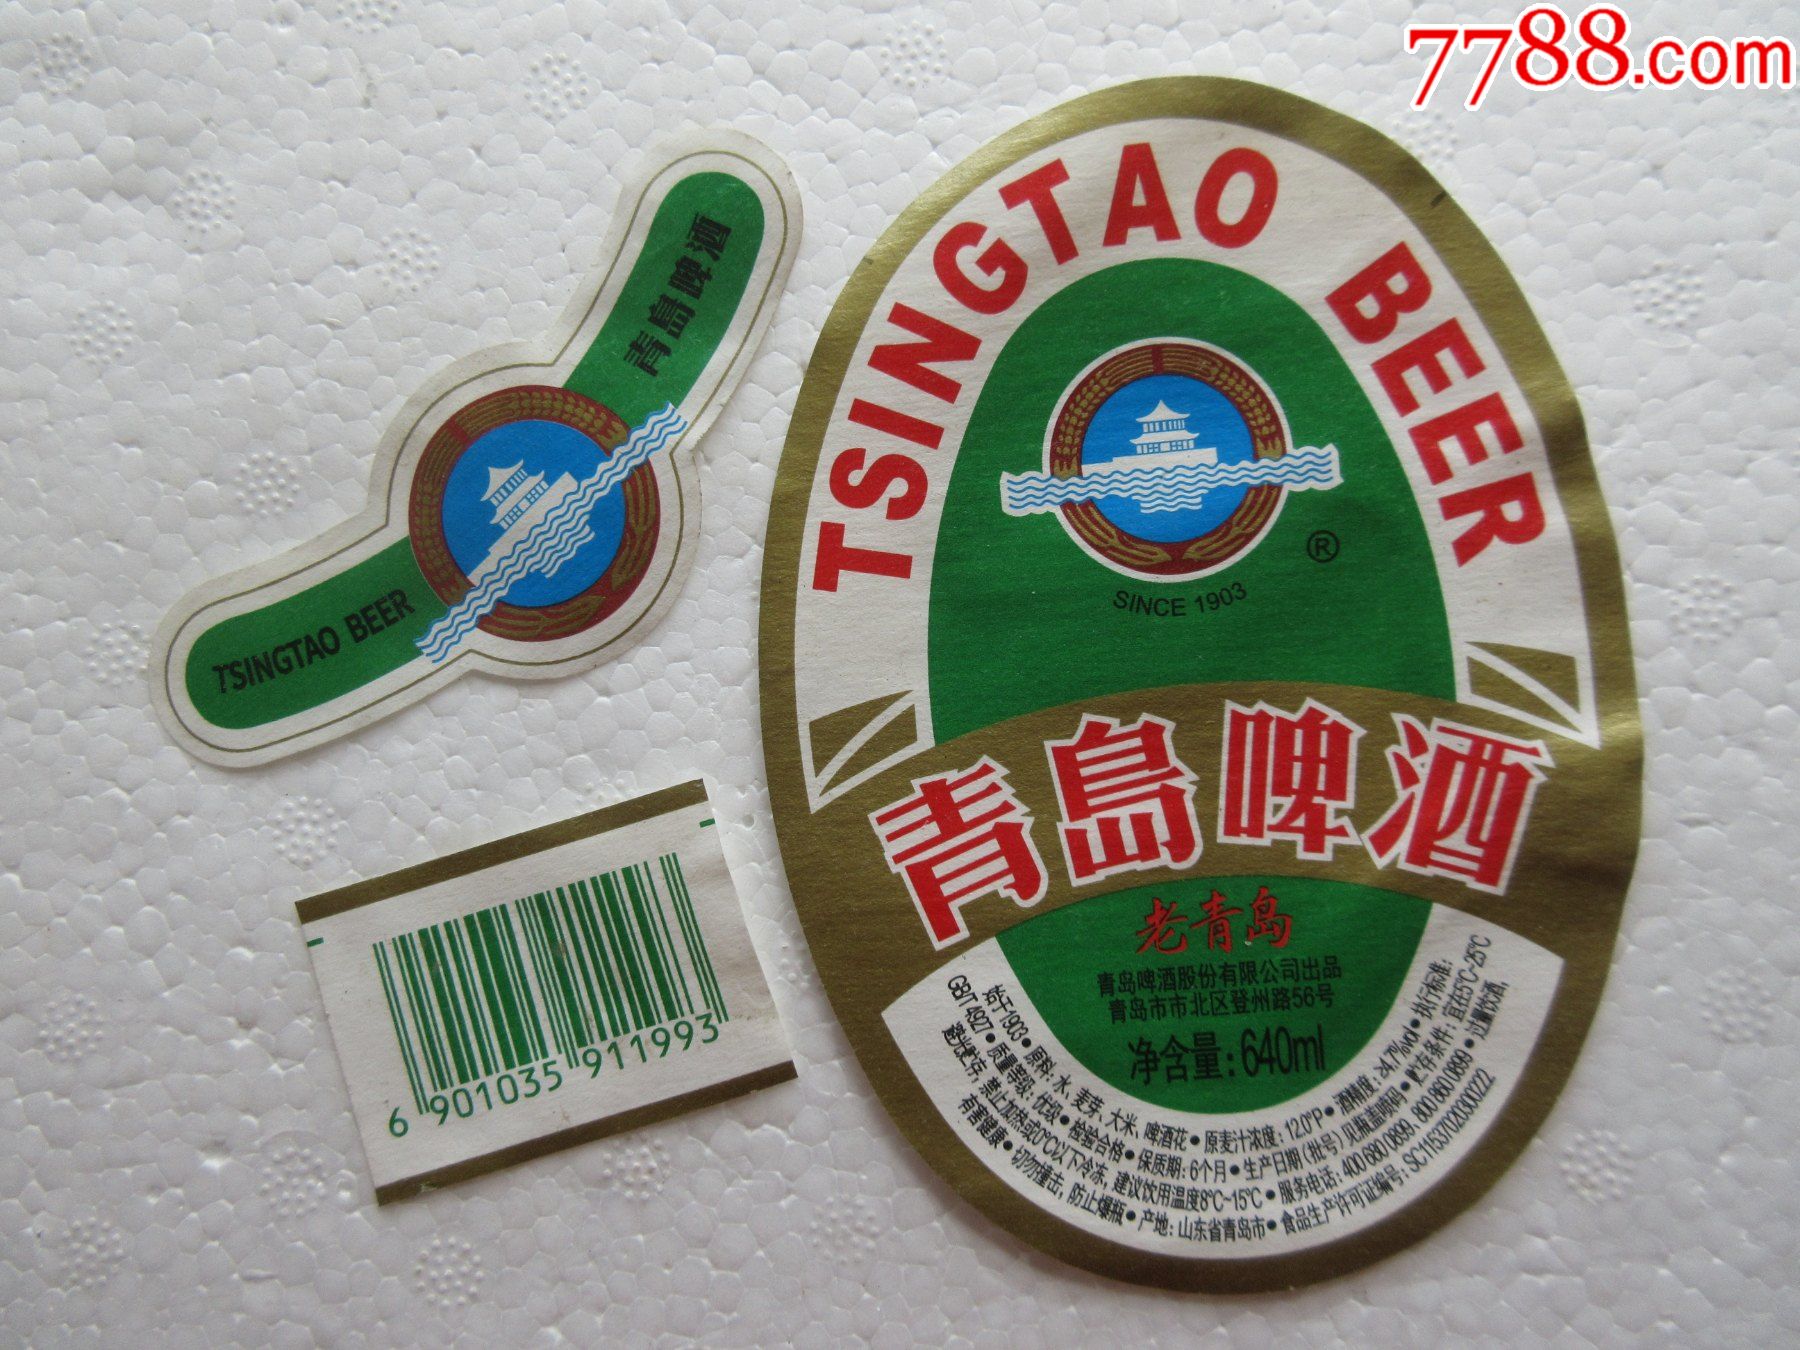 7788.com
青島啤酒
TSINGTAO BEER
TSINGTAO BEER
®
SINCE 1903
青島啤酒
老青岛
青岛啤酒股份有限公司出品
青岛市市北区登州路56号
净含量:640ml
始于1903•原料:水、麦芽、大米、啤酒花•原麦汁浓度:12.0°P•酒精度:≥4.7%vol•执行标准:
GB/T 4927•质量等级:优级•检验合格•保质期:6个月•生产日期(批号)见瓶盖喷码•贮存条件:宜在5℃~25℃
避光贮存,禁止加热或0℃以下冷冻,建议饮用温度8℃~15℃•服务电话:400 680 0899, 800 860 0899•过量饮酒,
有害健康•切勿撞击,防止爆瓶•产地:山东省青岛市•食品生产许可证编号:SC11537020300222
6 901035 911993